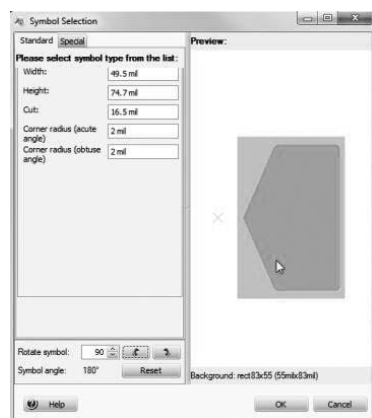 Symbol Selection
Standard Special
Please select symbol type from the list:
Width: 49.5 mil
Height: 74.7 mil
Cut: 16.5 mil
Corner radius (acute angle) 2 mil
Corner radius (obtuse angle) 2 mil
Rotate symbol: 90
Symbol angle: 180° Reset
Help
Preview:
Background: rect83x55 (55milx83mil)
OK Cancel